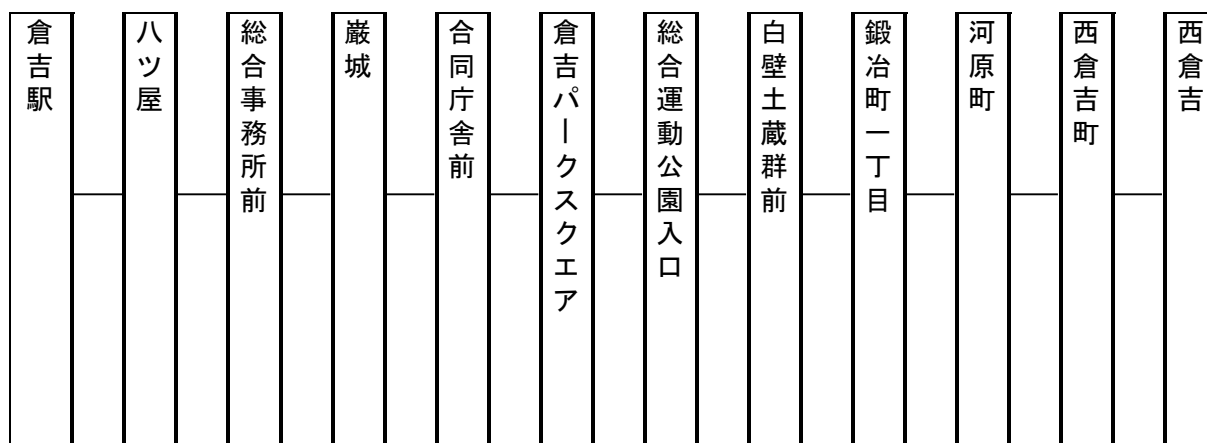 倉吉駅
八ツ屋
総合事務所前
巌城
合同庁舎前
倉吉パークスクエア
総合運動公園入口
白壁土蔵群前
鍛冶町一丁目
河原町
西倉吉町
西倉吉